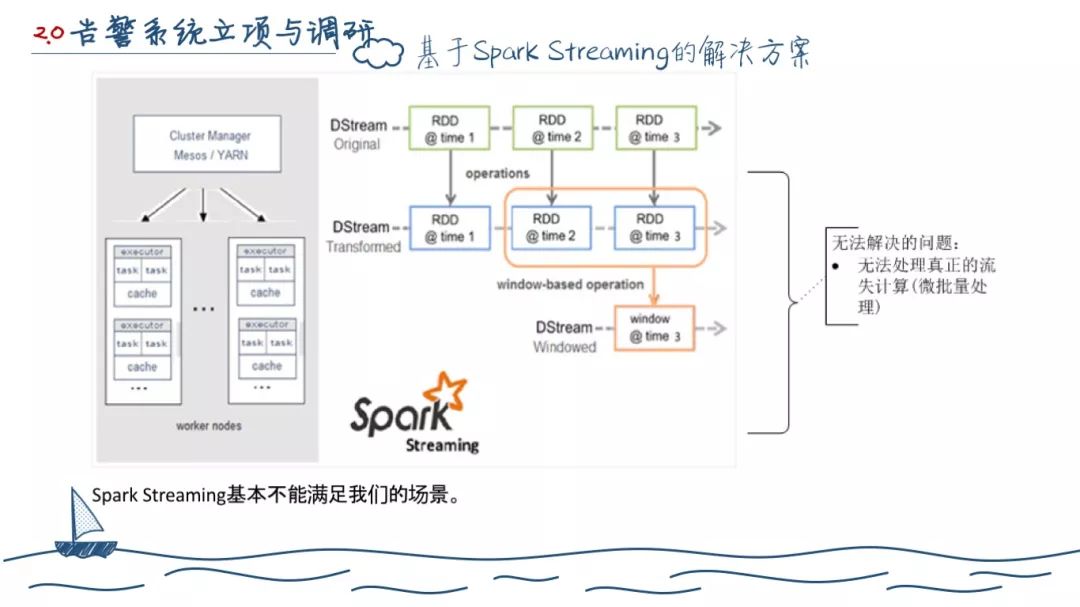 2.0 告警系统立项与调研
基于Spark Streaming的解决方案
Cluster Manager
Mesos / YARN
executor
task task
cache
executor
task task
cache
...
executor
task task
cache
executor
task task
cache
...
...
worker nodes
DStream
Original
RDD
@ time 1
RDD
@ time 2
RDD
@ time 3
operations
DStream
Transformed
RDD
@ time 1
RDD
@ time 2
RDD
@ time 3
window-based operation
DStream
Windowed
window
@ time 3
Spark
Streaming
无法解决的问题:
• 无法处理真正的流
失计算(微批量处
理)
Spark Streaming基本不能满足我们的场景。